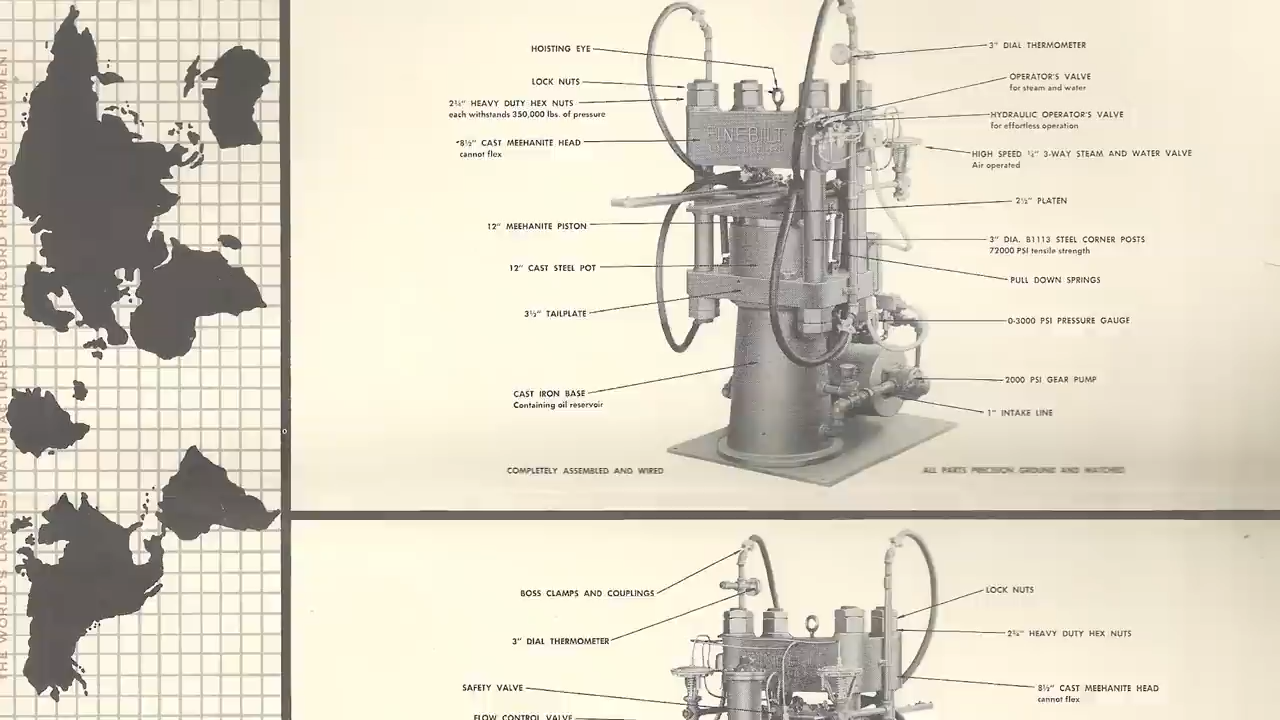 THE WORLD'S LARGEST MANUFACTURERS OF RECORD PRESSING EQUIPMENT
HOISTING EYE
LOCK NUTS
2¼" HEAVY DUTY HEX NUTS
each withstands 350,000 lbs. of pressure
8½" CAST MEEHANITE HEAD
cannot flex
12" MEEHANITE PISTON
12" CAST STEEL POT
3½" TAILPLATE
CAST IRON BASE
Containing oil reservoir
COMPLETELY ASSEMBLED AND WIRED
FINEBILT
3" DIAL THERMOMETER
OPERATOR'S VALVE
for steam and water
HYDRAULIC OPERATOR'S VALVE
for effortless operation
HIGH SPEED ¾" 3-WAY STEAM AND WATER VALVE
Air operated
2½" PLATEN
3" DIA. B1113 STEEL CORNER POSTS
72000 PSI tensile strength
PULL DOWN SPRINGS
0-3000 PSI PRESSURE GAUGE
2000 PSI GEAR PUMP
1" INTAKE LINE
ALL PARTS PRECISION GROUND AND MATCHED
BOSS CLAMPS AND COUPLINGS
3" DIAL THERMOMETER
SAFETY VALVE
FLOW CONTROL VALVE
LOCK NUTS
2¼" HEAVY DUTY HEX NUTS
8½" CAST MEEHANITE HEAD
cannot flex